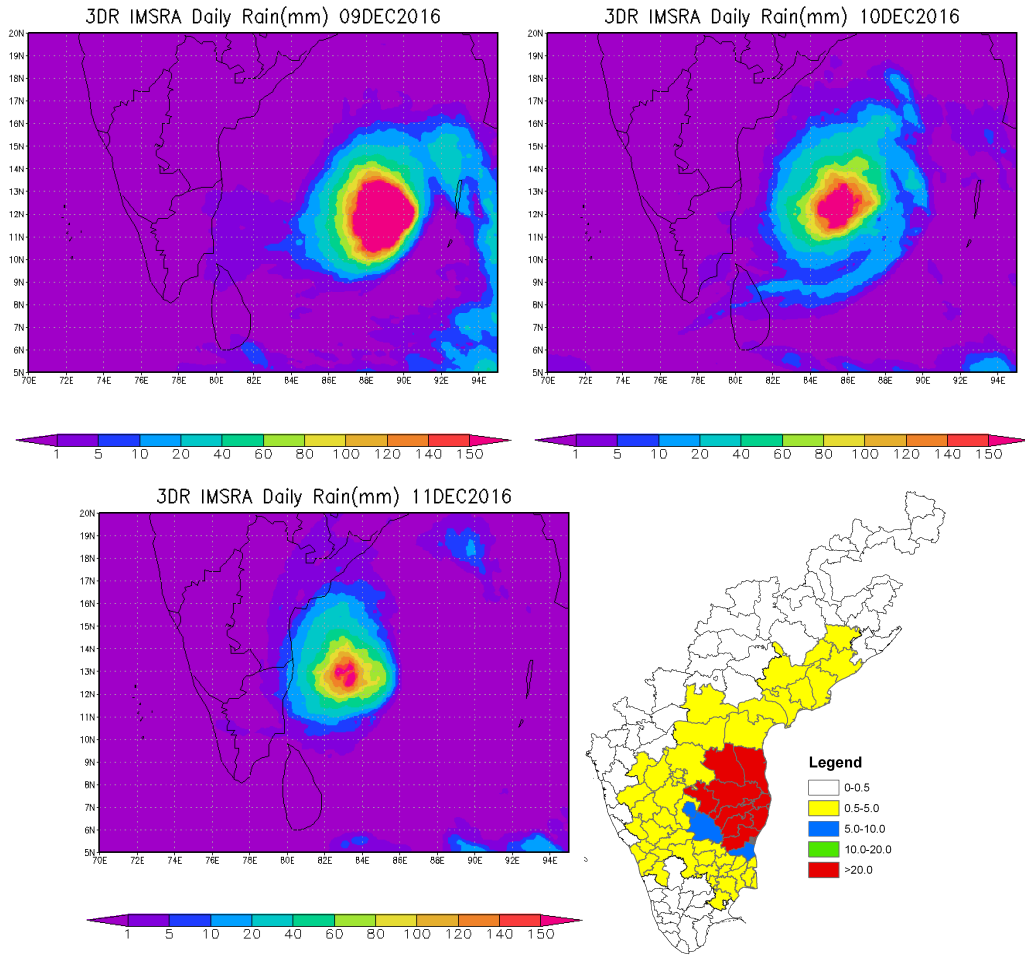 3DR IMSRA Daily Rain(mm) 09DEC2016
20N
19N
18N
17N
16N
15N
14N
13N
12N
11N
10N
9N
8N
7N
6N
5N
70E 72E 74E 76E 78E 80E 82E 84E 86E 88E 90E 92E 94E
1 5 10 20 40 60 80 100 120 140 150
3DR IMSRA Daily Rain(mm) 10DEC2016
20N
19N
18N
17N
16N
15N
14N
13N
12N
11N
10N
9N
8N
7N
6N
5N
70E 72E 74E 76E 78E 80E 82E 84E 86E 88E 90E 92E 94E
1 5 10 20 40 60 80 100 120 140 150
3DR IMSRA Daily Rain(mm) 11DEC2016
20N
19N
18N
17N
16N
15N
14N
13N
12N
11N
10N
9N
8N
7N
6N
5N
70E 72E 74E 76E 78E 80E 82E 84E 86E 88E 90E 92E 94E
1 5 10 20 40 60 80 100 120 140 150
Legend
0-0.5
0.5-5.0
5.0-10.0
10.0-20.0
>20.0